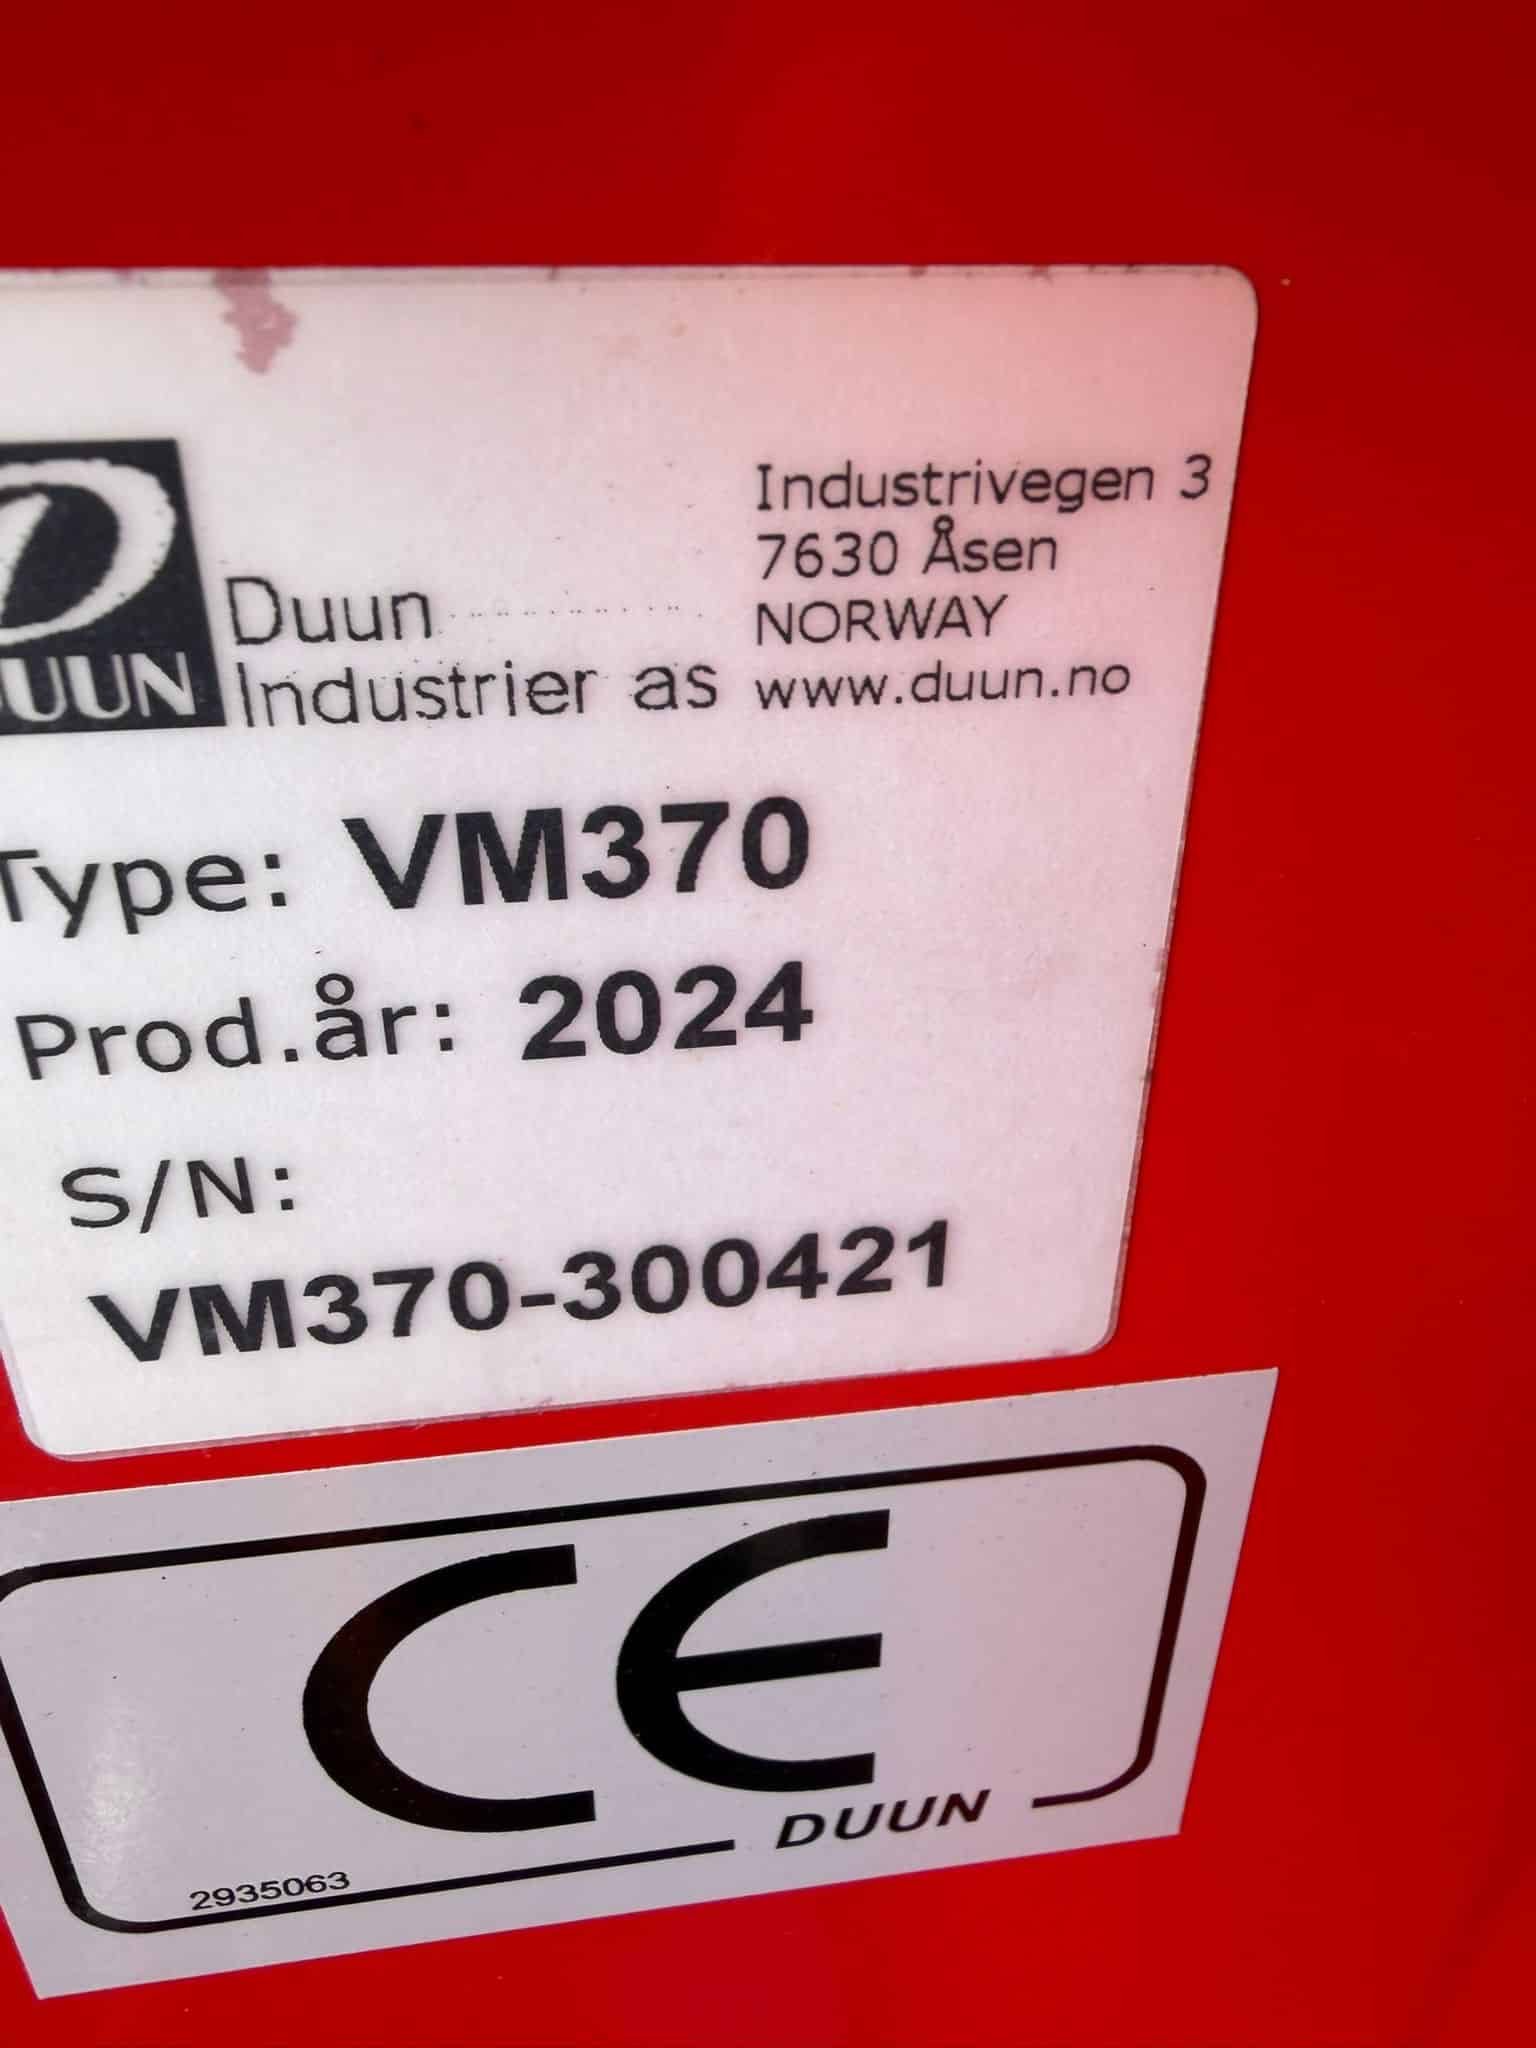 DUUN
Duun
Industrier as
Industrivegen 3
7630 Åsen
NORWAY
www.duun.no
Type: VM370
Prod.år: 2024
S/N:
VM370-300421
CE
DUUN
2935063